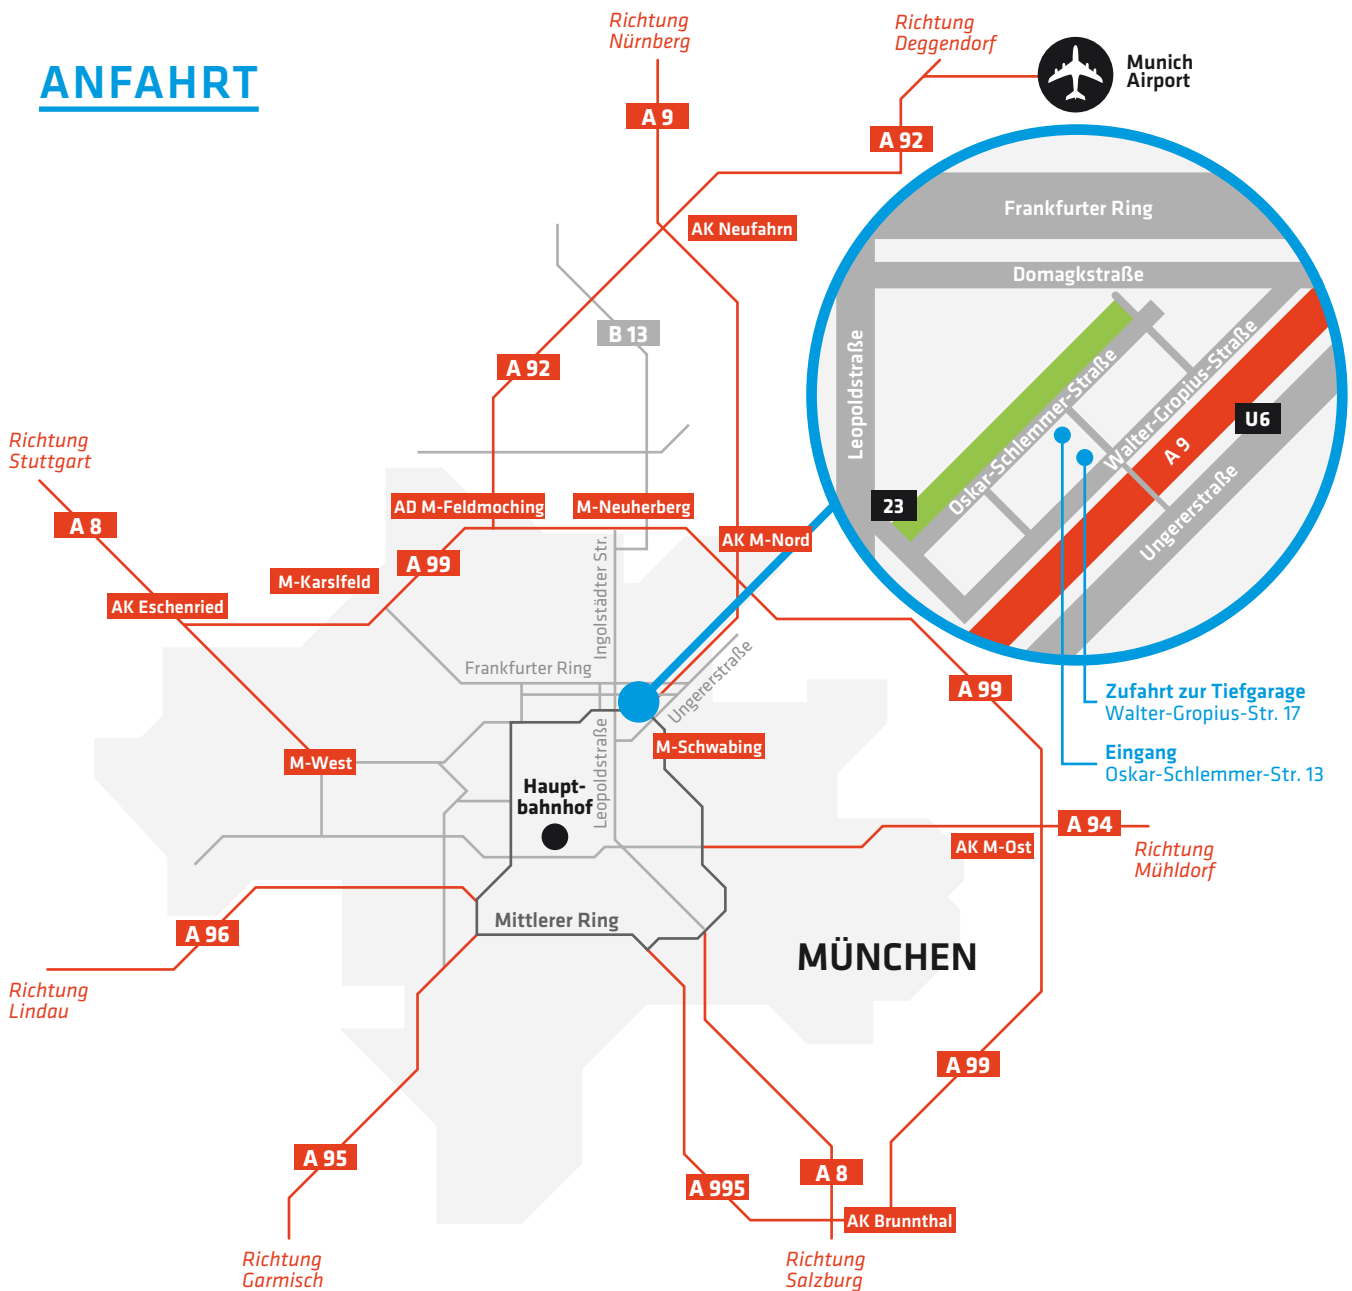 ANFAHRT
Richtung
Nürnberg
Richtung
Deggendorf
Munich
Airport
A 9
A 92
AK Neufahrn
B 13
A 92
Richtung
Stuttgart
A 8
AD M-Feldmoching
M-Neuherberg
AK M-Nord
A 99
M-Karslfeld
AK Eschenried
Ingolstädter Str.
Frankfurter Ring
Ungererstraße
Leopoldstraße
M-Schwabing
M-West
Haupt-
bahnhof
Mittlerer Ring
MÜNCHEN
A 96
Richtung
Lindau
A 95
Richtung
Garmisch
A 995
A 8
AK Brunnthal
Richtung
Salzburg
A 99
A 99
AK M-Ost
A 94
Richtung
Mühldorf
Frankfurter Ring
Domagkstraße
Leopoldstraße
Oskar-Schlemmer-Straße
Walter-Gropius-Straße
A 9
U6
23
Ungererstraße
Zufahrt zur Tiefgarage
Walter-Gropius-Str. 17
Eingang
Oskar-Schlemmer-Str. 13